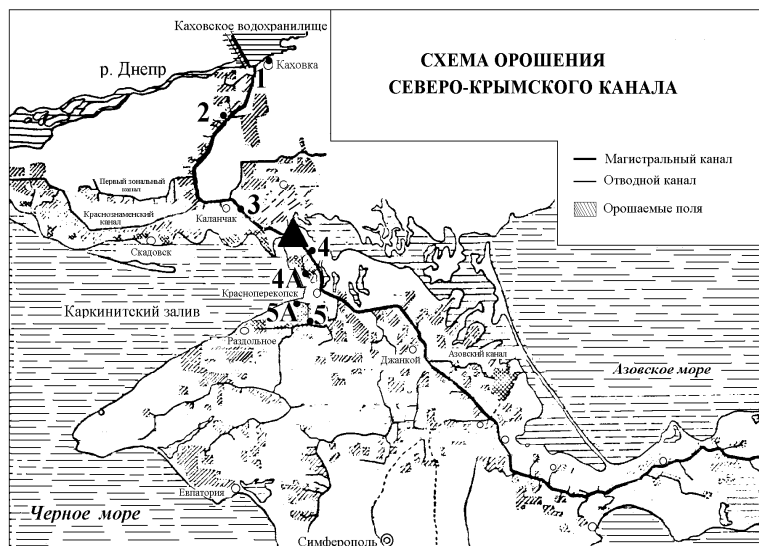 Каховское водохранилище
Каховка
р. Днепр
1
2
СХЕМА ОРОШЕНИЯ
СЕВЕРО-КРЫМСКОГО КАНАЛА
Магистральный канал
Отводной канал
Орошаемые поля
Первый зональный
канал
Краснознаменский
канал
Каланчак
3
Скадовск
4
4А
Красноперекопск
Каркинитский залив
5А
5
Раздольное
Джанкой
Азовский канал
Азовское море
Евпатория
Черное море
Симферополь